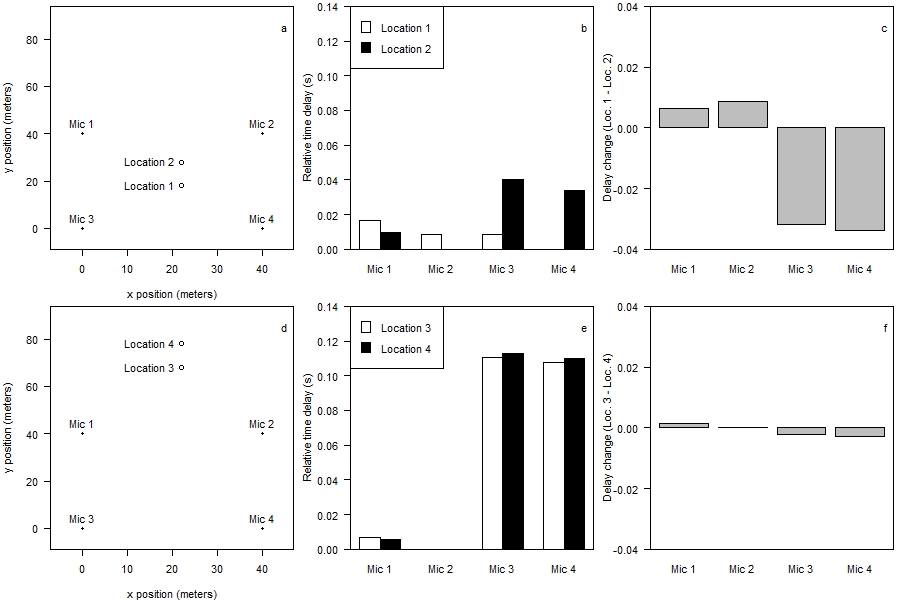 a
80
60
40
20
0
Mic 1
Mic 2
Location 2
Location 1
Mic 3
Mic 4
0 10 20 30 40
x position (meters)
y position (meters)
b
Location 1
Location 2
0.14
0.12
0.10
0.08
0.06
0.04
0.02
0.00
Relative time delay (s)
Mic 1 Mic 2 Mic 3 Mic 4
c
0.04
0.02
0.00
-0.02
-0.04
Delay change (Loc. 1 - Loc. 2)
Mic 1 Mic 2 Mic 3 Mic 4
d
80
60
40
20
0
Location 4
Location 3
Mic 1
Mic 2
Mic 3
Mic 4
0 10 20 30 40
x position (meters)
y position (meters)
e
Location 3
Location 4
0.14
0.12
0.10
0.08
0.06
0.04
0.02
0.00
Relative time delay (s)
Mic 1 Mic 2 Mic 3 Mic 4
f
0.04
0.02
0.00
-0.02
-0.04
Delay change (Loc. 3 - Loc. 4)
Mic 1 Mic 2 Mic 3 Mic 4